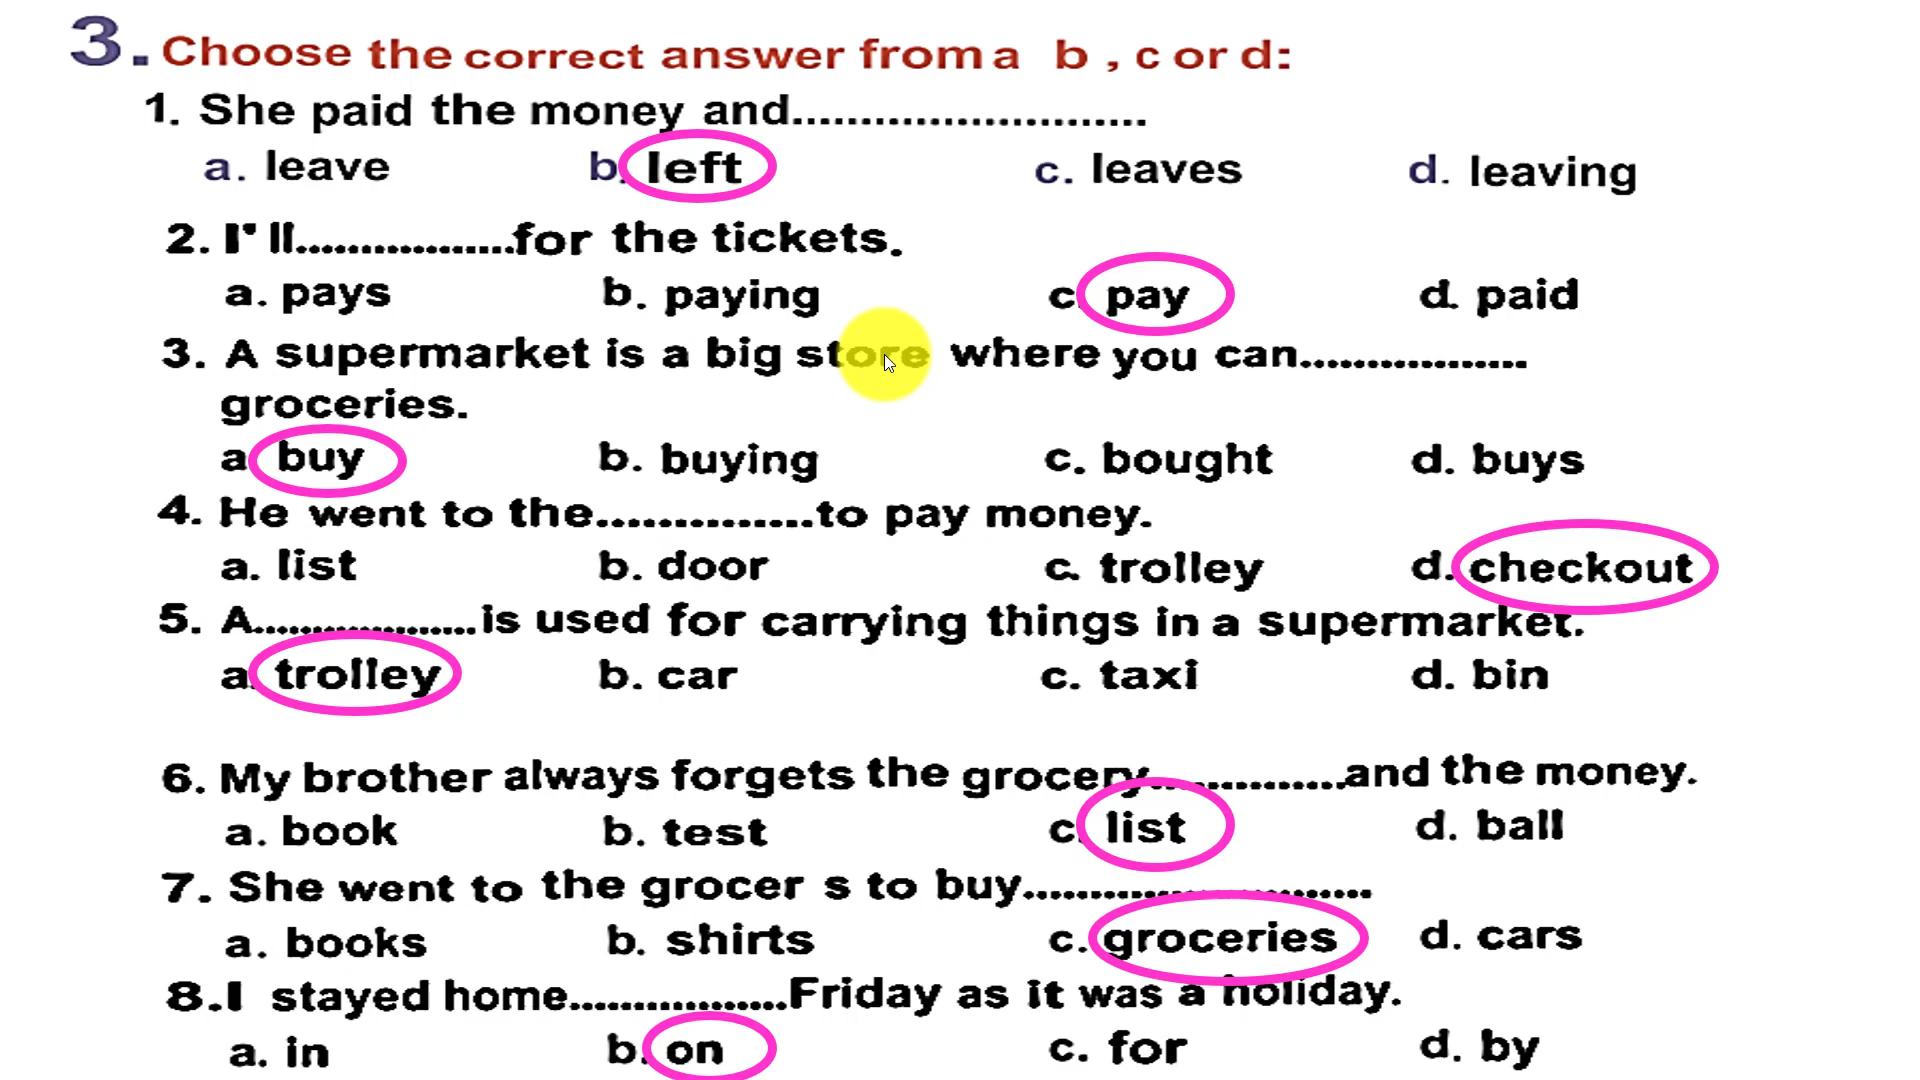 3. Choose the correct answer from a b , c or d:
1. She paid the money and..........................
a. leave b. left c. leaves d. leaving
2. I' ll.................for the tickets.
a. pays b. paying c. pay d. paid
3. A supermarket is a big store where you can.................
groceries.
a buy b. buying c. bought d. buys
4. He went to the...............to pay money.
a. list b. door c. trolley d. checkout
5. A...................is used for carrying things in a supermarket.
a. trolley b. car c. taxi d. bin
6. My brother always forgets the grocery...............and the money.
a. book b. test c. list d. ball
7. She went to the grocer s to buy..........................
a. books b. shirts c. groceries d. cars
8.I stayed home.................Friday as it was a holiday.
a. in b. on c. for d. by